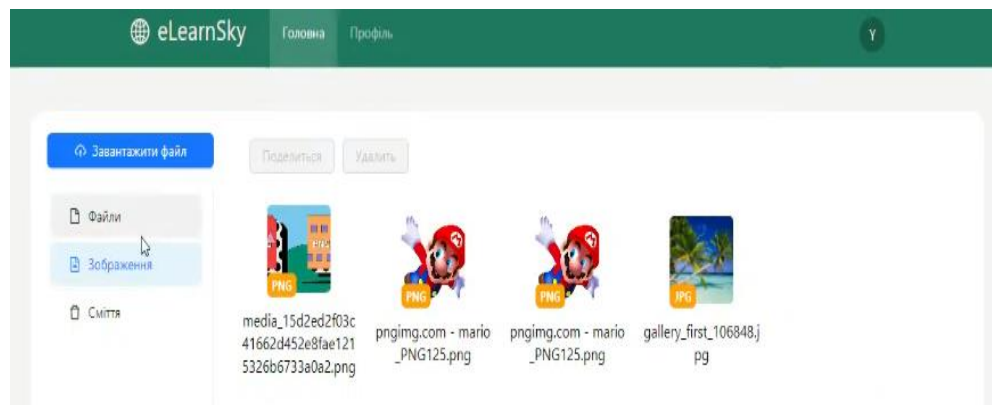 eLearnSky
Головна
Профіль
Y
Завантажити файл
Поделиться
Удалить
Файли
Зображення
Сміття
PNG
PNG
PNG
JPG
media_15d2ed2f03c
41662d452e8fae121
5326b6733a0a2.png
pngimg.com - mario
_PNG125.png
pngimg.com - mario
_PNG125.png
gallery_first_106848.j
pg